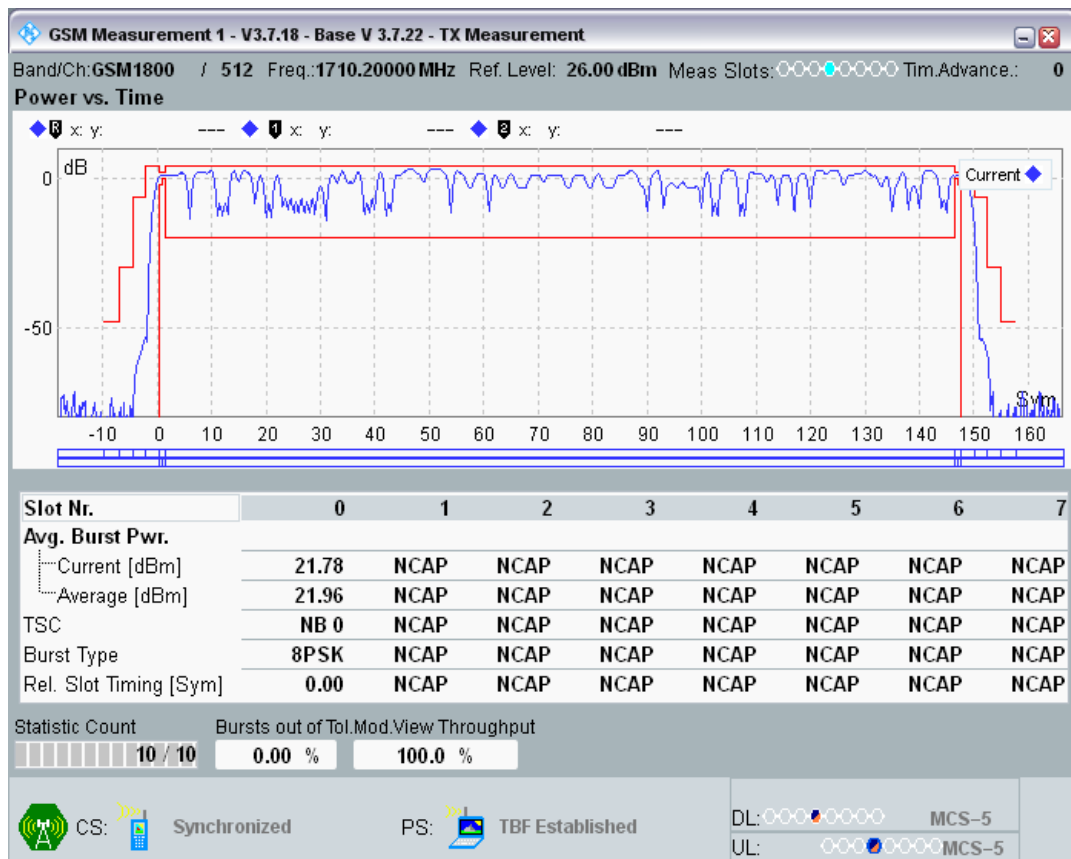 GSM Measurement 1 - V3.7.18 - Base V 3.7.22 - TX Measurement
Band/Ch:GSM1800 / 512 Freq.:1710.20000 MHz Ref. Level: 26.00 dBm Meas Slots: Tim.Advance.: 0
Power vs. Time
R x: y: --- 1 x: y: --- 2 x: y: ---
dB
0
Current
-50
Sym
-10 0 10 20 30 40 50 60 70 80 90 100 110 120 130 140 150 160
Slot Nr. 0 1 2 3 4 5 6 7
Avg. Burst Pwr.
Current [dBm] 21.78 NCAP NCAP NCAP NCAP NCAP NCAP NCAP
Average [dBm] 21.96 NCAP NCAP NCAP NCAP NCAP NCAP NCAP
TSC NB 0 NCAP NCAP NCAP NCAP NCAP NCAP NCAP
Burst Type 8PSK NCAP NCAP NCAP NCAP NCAP NCAP NCAP
Rel. Slot Timing [Sym] 0.00 NCAP NCAP NCAP NCAP NCAP NCAP NCAP
Statistic Count Bursts out of Tol.Mod.View Throughput
10 / 10 0.00 % 100.0 %
CS: Synchronized PS: TBF Established
DL: MCS-5
UL: MCS-5